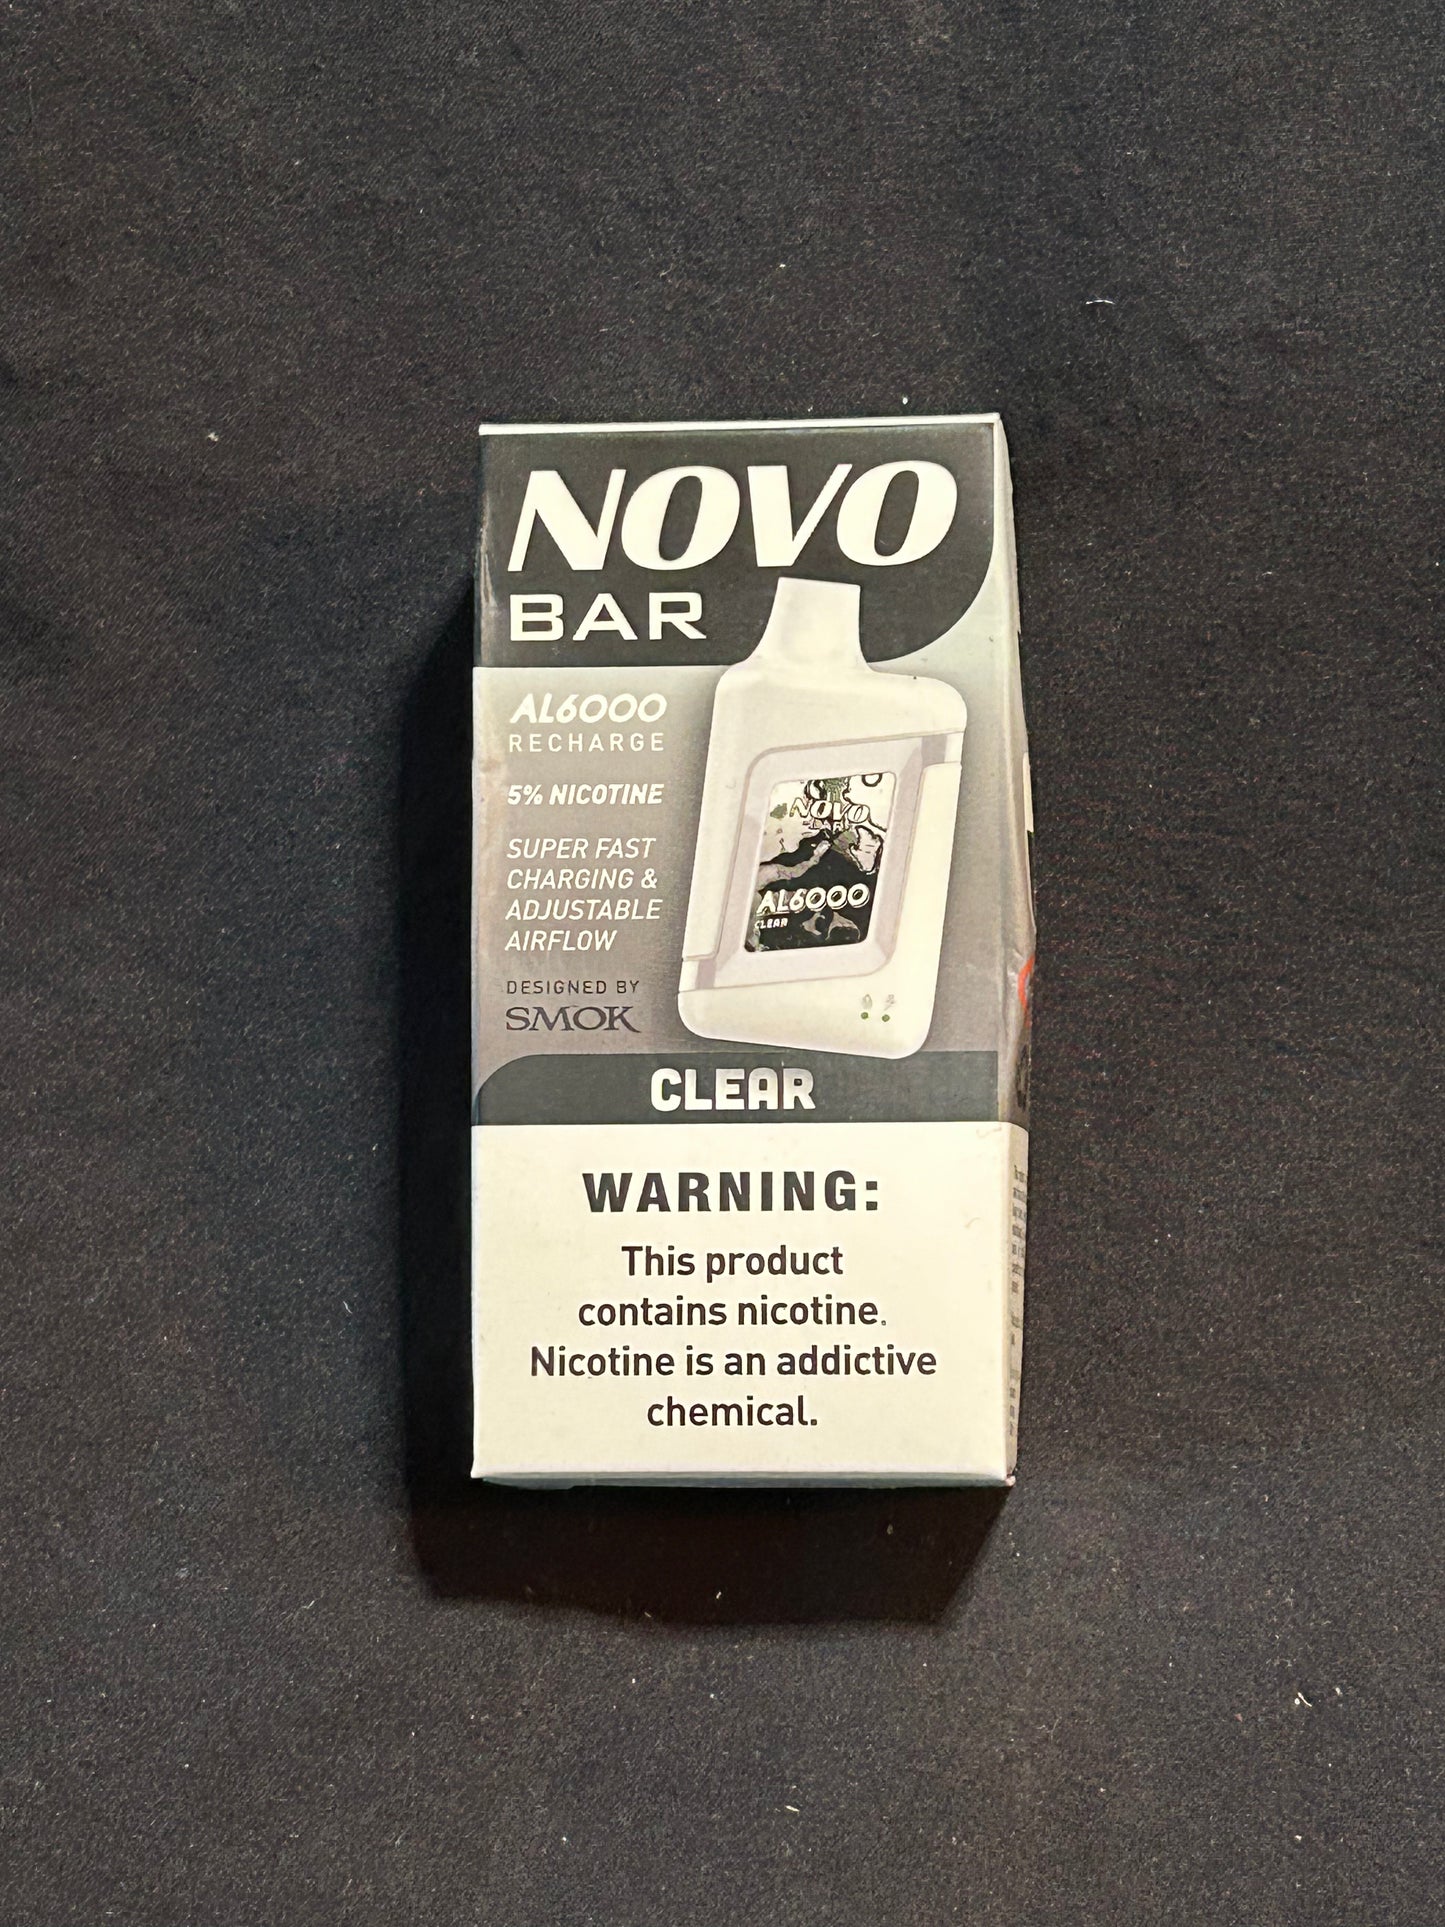 NOVO
BAR
AL6000
RECHARGE
5% NICOTINE
SUPER FAST
CHARGING &
ADJUSTABLE
AIRFLOW
DESIGNED BY
SMOK
NOVO
BAR
AL6000
CLEAR
CLEAR
WARNING:
This product
contains nicotine.
Nicotine is an addictive
chemical.